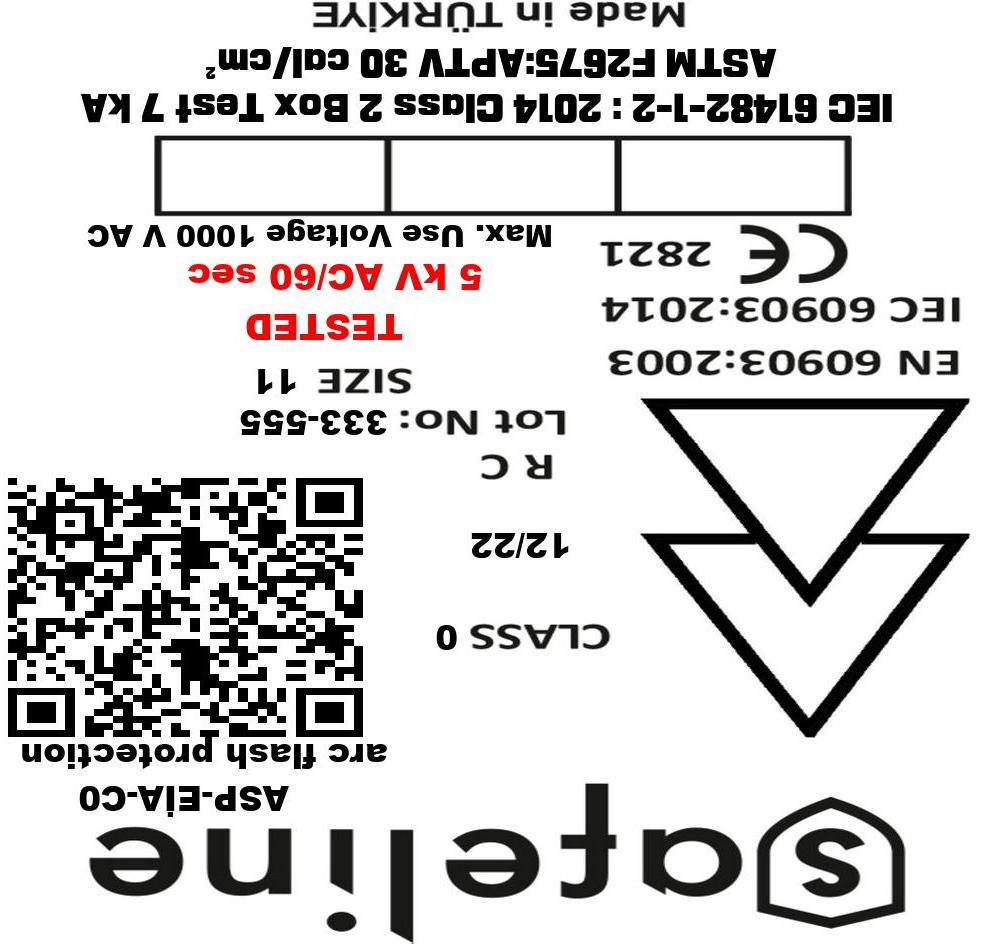 safeline
ASP-EİA-C0
arc flash protection
CLASS 0
12/22
R C
Lot No: 333-555
SIZE 11
EN 60903:2003
TESTED
IEC 60903:2014
5 kV AC/60 sec
CE 2821
Max. Use Voltage 1000 V AC
IEC 61482-1-2 : 2014 Class 2 Box Test 7 kA
ASTM F2675:APTV 30 cal/cm²
Made in TÜRKİYE